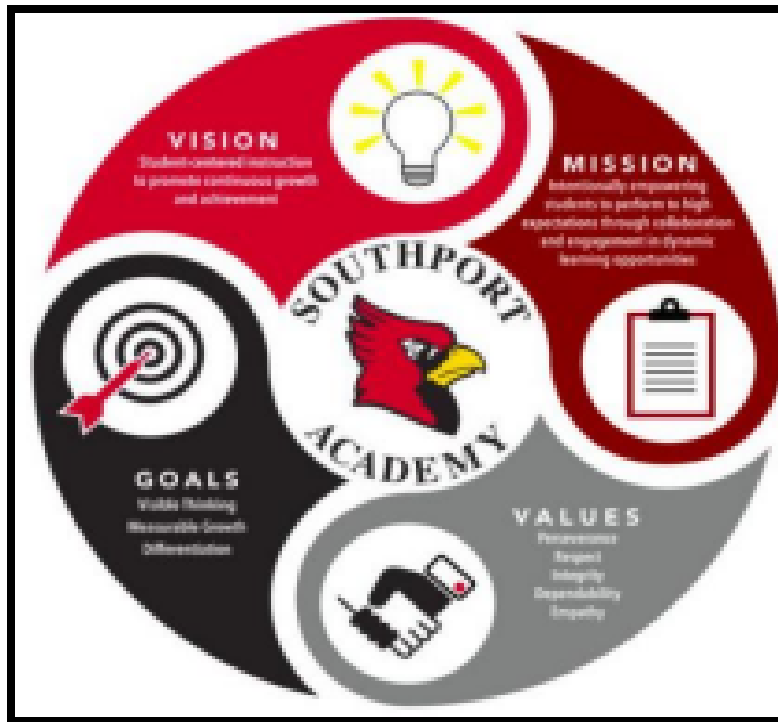 VISION
Student-centered instruction
to promote continuous growth
and achievement
MISSION
Intentionally empowering
students to perform to high
expectations through collaboration
and engagement in dynamic
learning opportunities
SOUTHPORT
ACADEMY
GOALS
Visible Thinking
Measurable Growth
Differentiation
VALUES
Perseverance
Respect
Integrity
Dependability
Empathy